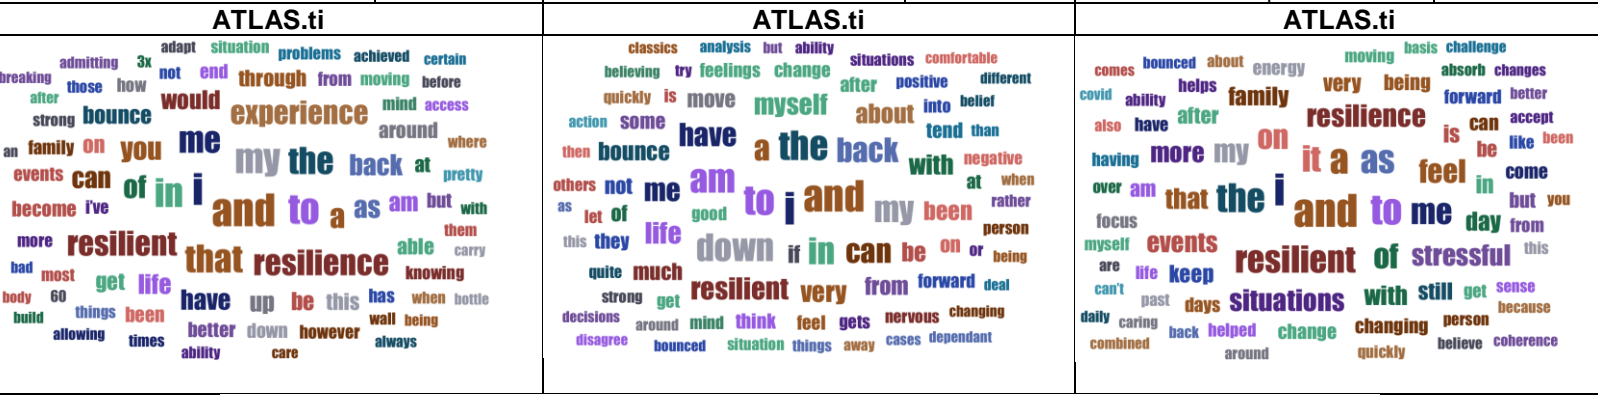 ATLAS.ti
adapt situation problems achieved certain
admitting 3x
breaking those how not end through from moving before
after would experience mind access
strong bounce around
an family on you me my the back at where
events can of in i pretty
become i've and to a as am but with
more resilient that resilience able them carry
bad most get life knowing
body 60 things been have up be this has when bottle
build better down however wall being
allowing times always
ability care
ATLAS.ti
classics analysis but ability situations comfortable
believing try feelings change after positive different
quickly is move myself about into belief
action some have a the back tend than
then bounce with negative
others not me am to i and my been at when
as let of good rather
this they life down if in can be on or person being
quite much resilient very from forward deal
strong get
decisions around mind think feel gets nervous changing
disagree bounced situation things away cases dependant
ATLAS.ti
moving basis challenge
comes bounced about energy very being absorb changes
covid ability helps family forward better
also have after resilience is can accept
having more my on it a as be like been
over am that the i feel in come
focus and to me day but you
myself events from
are life keep resilient of stressful this
can't past days situations with still get sense
daily caring because
combined back helped change changing person
around quickly believe coherence